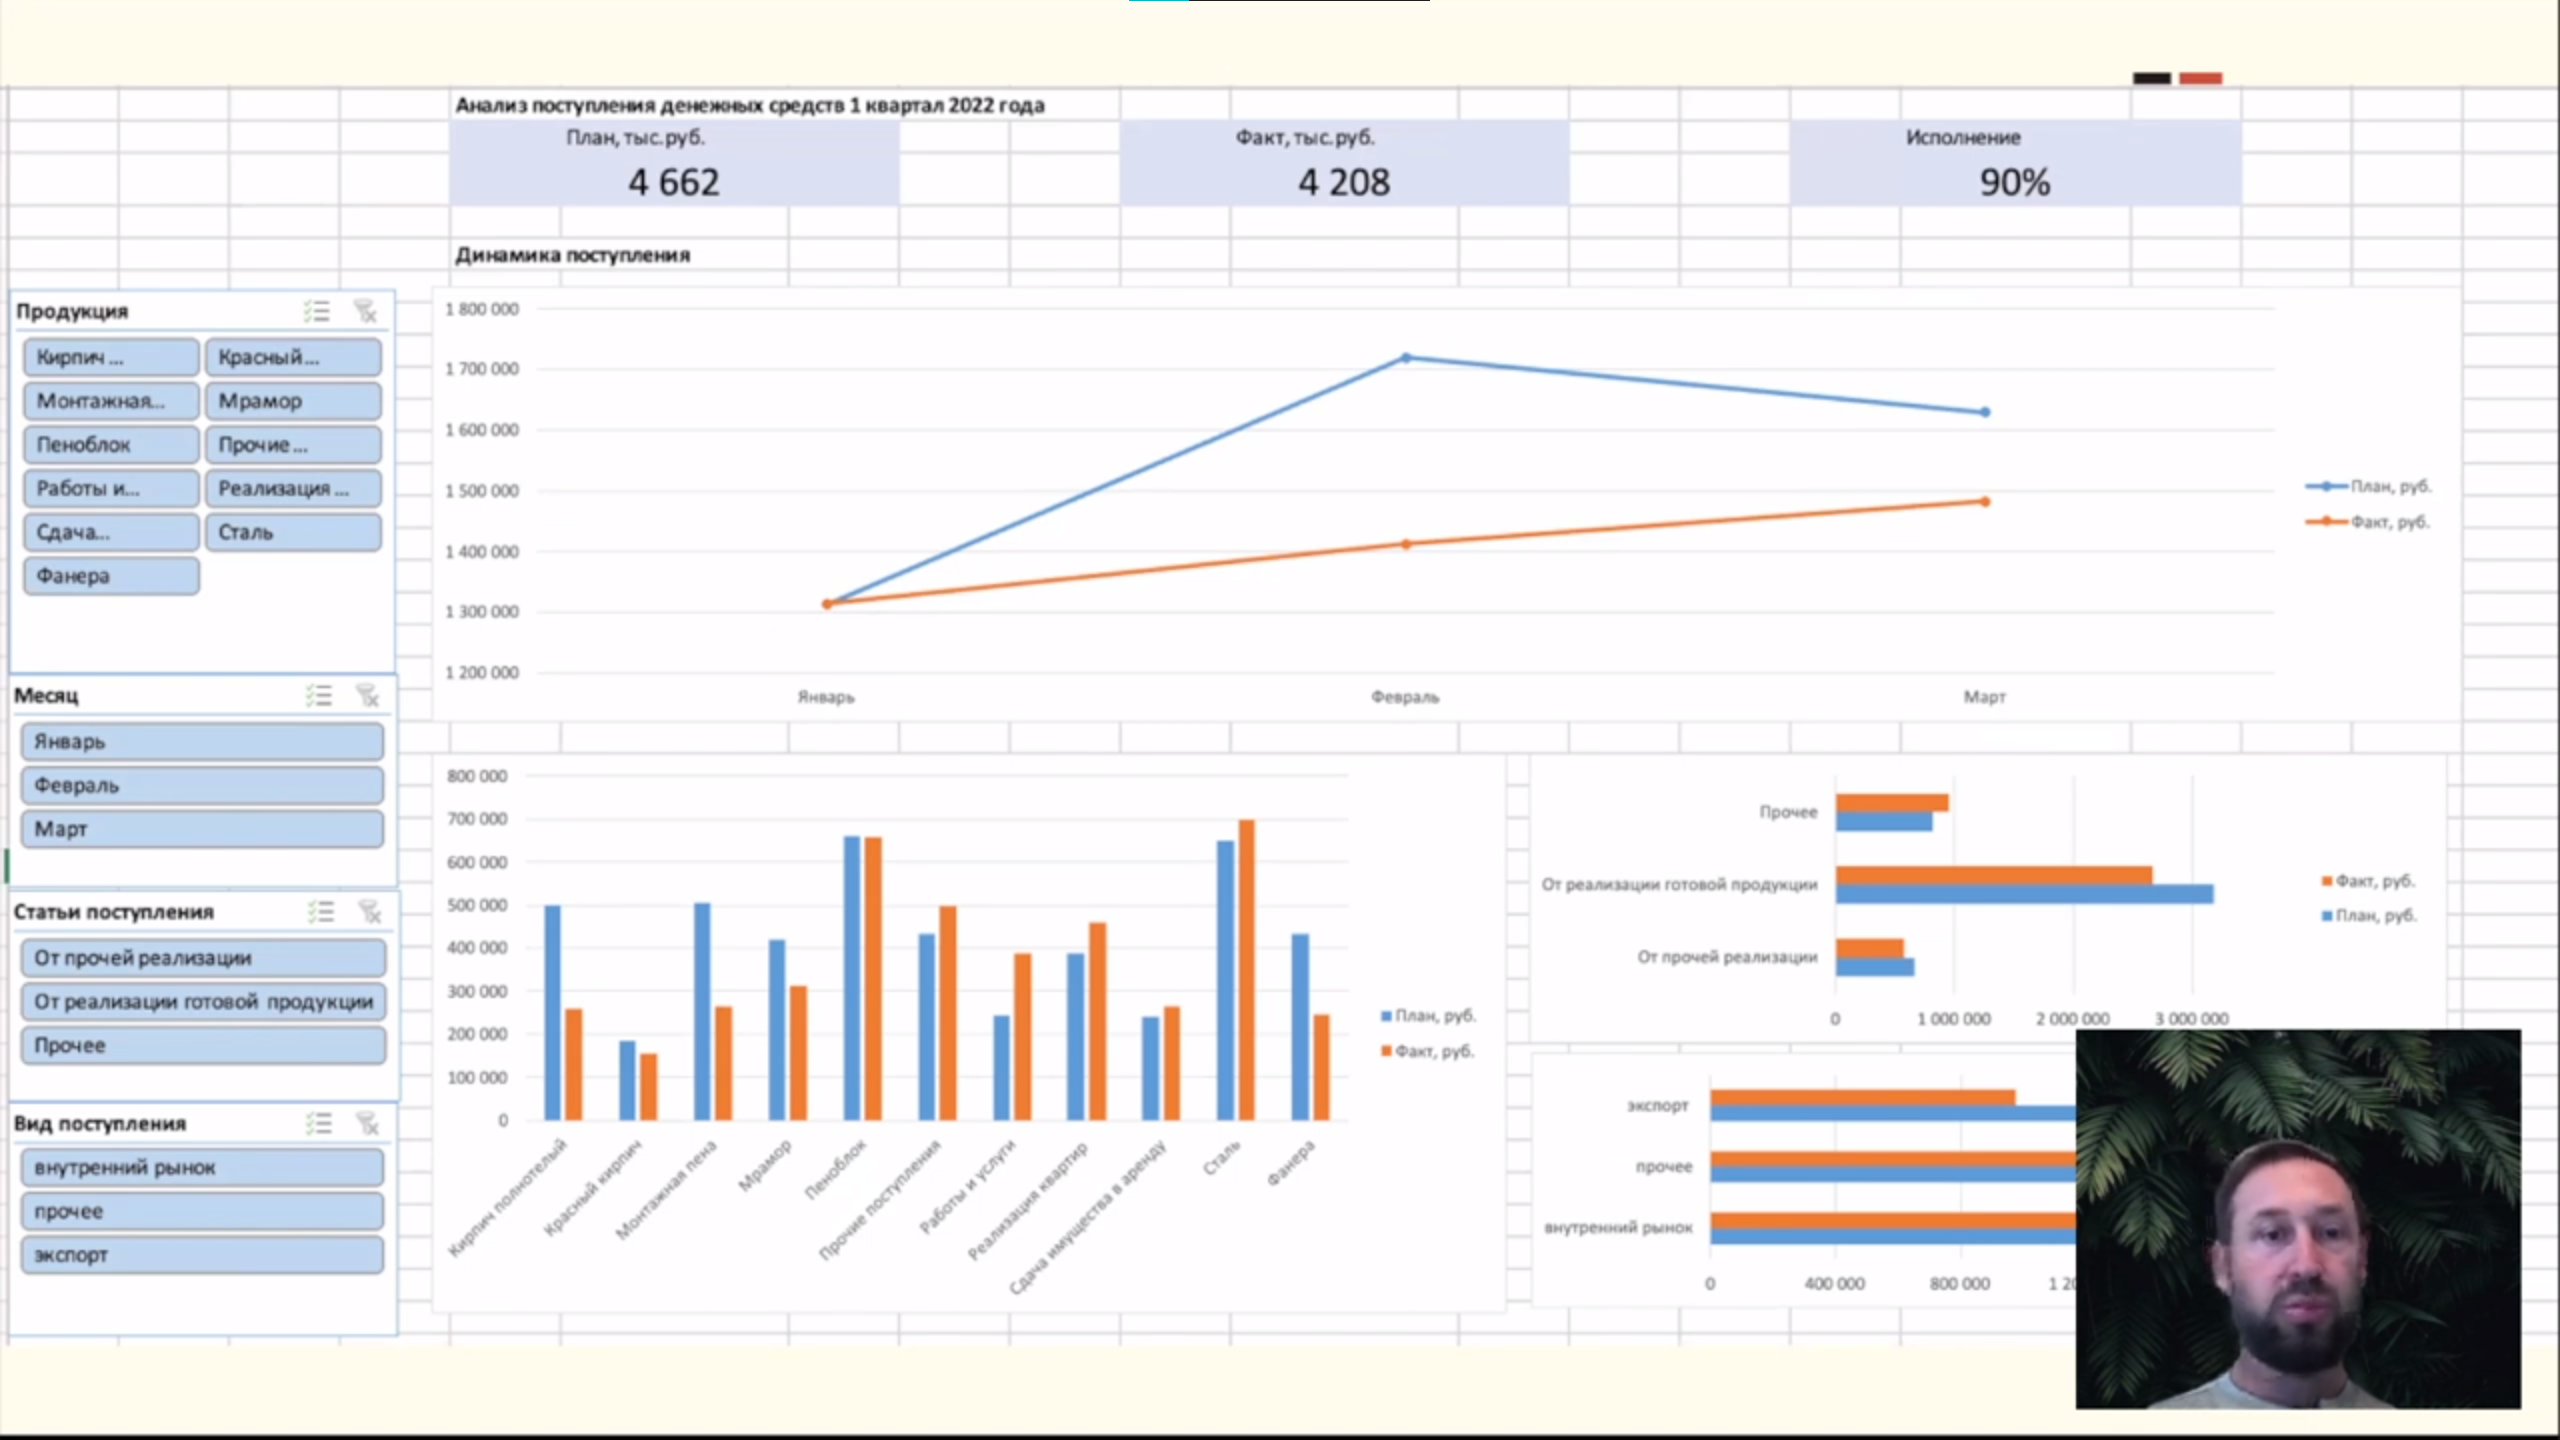 Анализ поступления денежных средств 1 квартал 2022 года
План, тыс.руб.
4 662
Факт, тыс.руб.
4 208
Исполнение
90%
Динамика поступления
Продукция
Кирпич ...
Красный...
Монтажная...
Мрамор
Пеноблок
Прочие...
Работы и...
Реализация ...
Сдача...
Сталь
Фанера
Месяц
Январь
Февраль
Март
Статьи поступления
От прочей реализации
От реализации готовой продукции
Прочее
Вид поступления
внутренний рынок
прочее
экспорт
1 800 000
1 700 000
1 600 000
1 500 000
1 400 000
1 300 000
1 200 000
Январь
Февраль
Март
План, руб.
Факт, руб.
800 000
700 000
600 000
500 000
400 000
300 000
200 000
100 000
0
Кирпич полнотелый
Красный кирпич
Монтажная пена
Мрамор
Пеноблок
Прочие поступления
Работы и услуги
Реализация квартир
Сдача имущества в аренду
Сталь
Фанера
План, руб.
Факт, руб.
Прочее
От реализации готовой продукции
От прочей реализации
0
1 000 000
2 000 000
3 000 000
Факт, руб.
План, руб.
экспорт
прочее
внутренний рынок
0
400 000
800 000
1 20